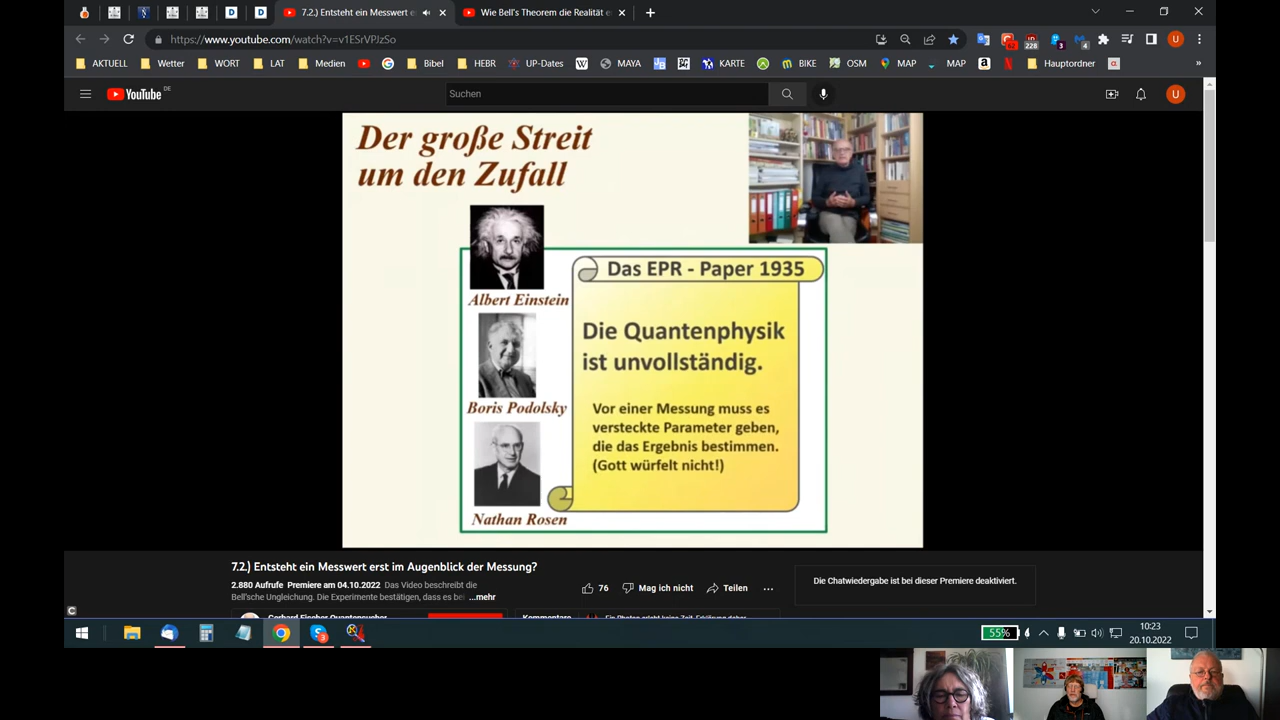 7.2.) Entsteht ein Messwert e
Wie Bell's Theorem die Realität e
https://www.youtube.com/watch?v=v1ESrVPJzSo
228
3
4
U
AKTUELL
Wetter
WORT
LAT
Medien
Bibel
HEBR
UP-Dates
MAYA
KARTE
BIKE
OSM
MAP
MAP
Hauptordner
YouTube DE
Suchen
U
Der große Streit
um den Zufall
Das EPR - Paper 1935
Albert Einstein
Die Quantenphysik
ist unvollständig.
Boris Podolsky
Vor einer Messung muss es
versteckte Parameter geben,
die das Ergebnis bestimmen.
(Gott würfelt nicht!)
Nathan Rosen
7.2.) Entsteht ein Messwert erst im Augenblick der Messung?
2.880 Aufrufe Premiere am 04.10.2022 Das Video beschreibt die
Bell'sche Ungleichung. Die Experimente bestätigen, dass es bei ...mehr
76
Mag ich nicht
Teilen
Die Chatwiedergabe ist bei dieser Premiere deaktiviert.
55%
10:23
20.10.2022